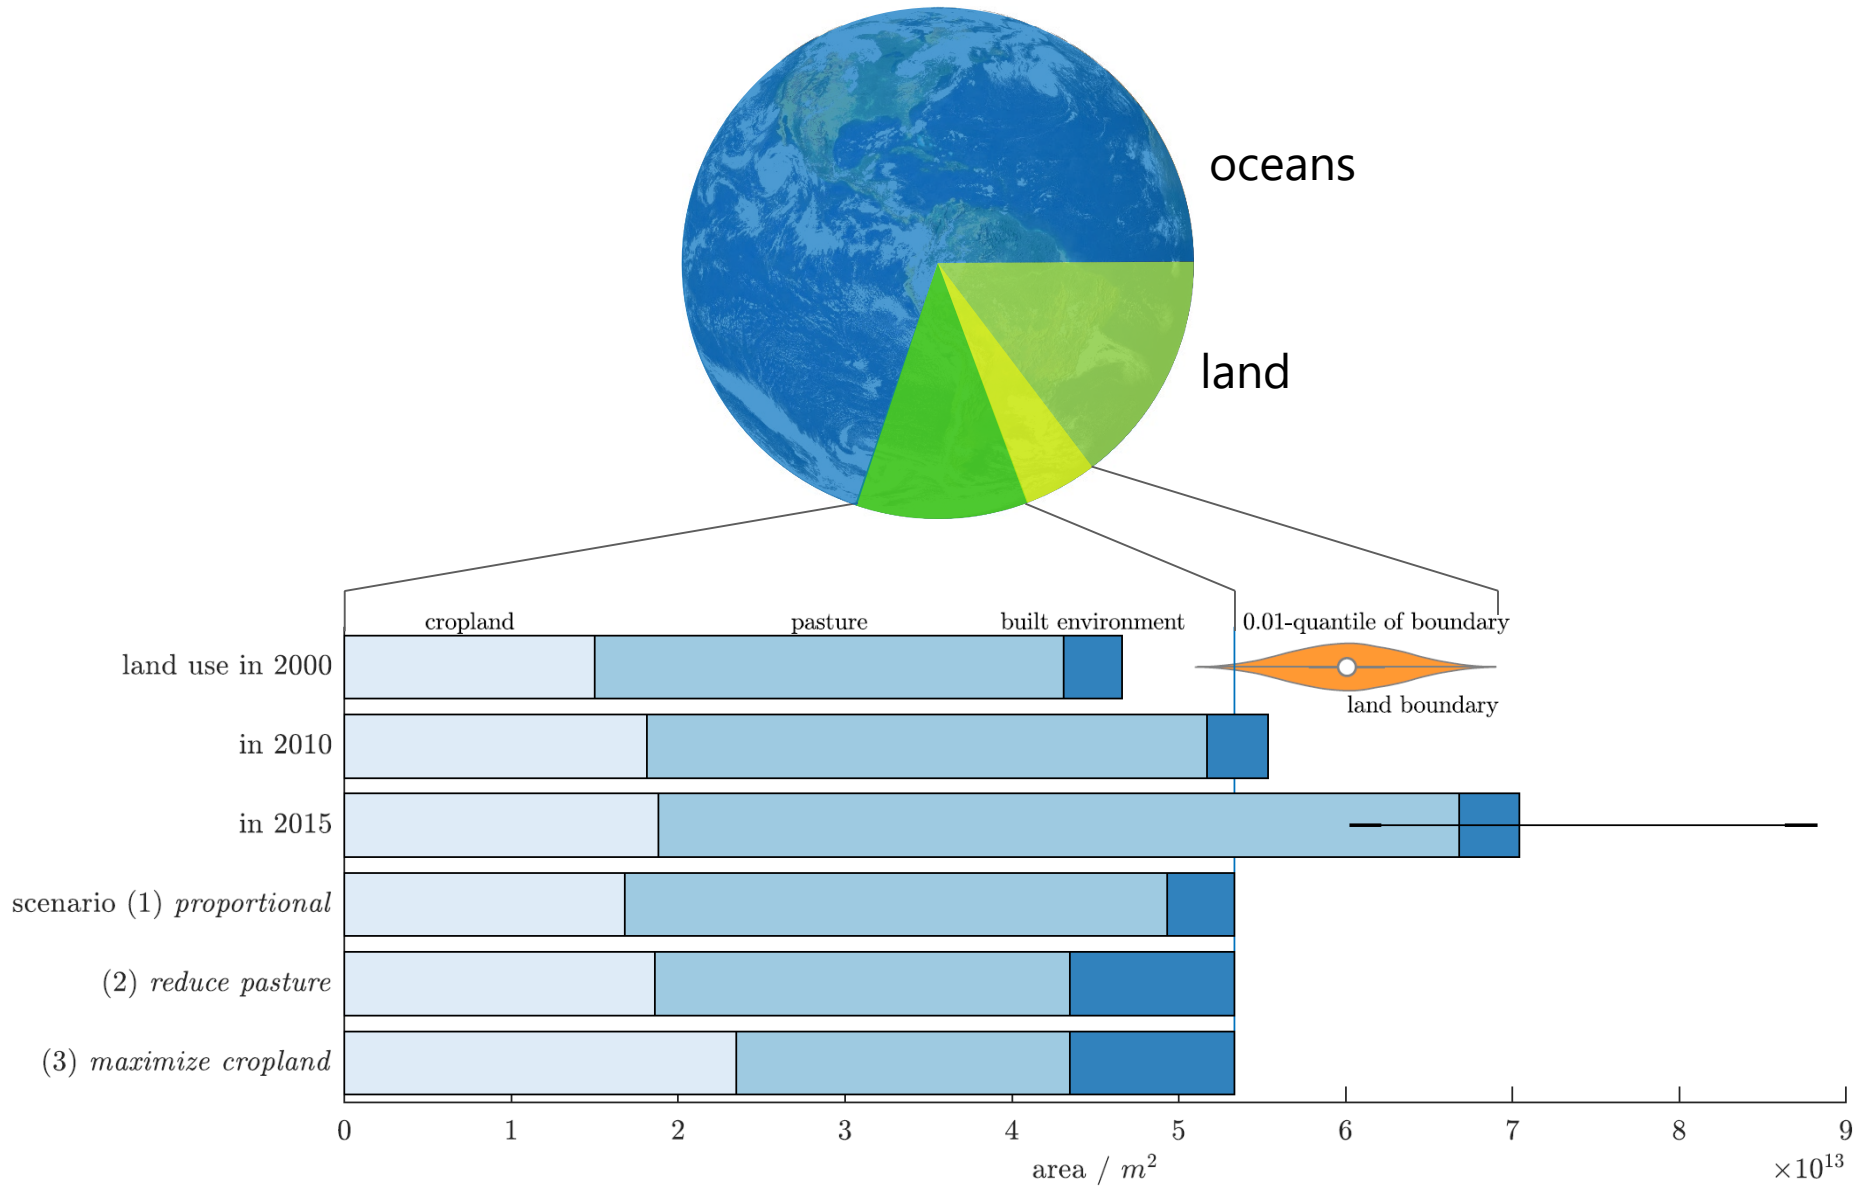 oceans
land
cropland pasture built environment 0.01-quantile of boundary
land use in 2000
land boundary
in 2010
in 2015
scenario (1) proportional
(2) reduce pasture
(3) maximize cropland
0 1 2 3 4 5 6 7 8 9
area / m²
×10¹³